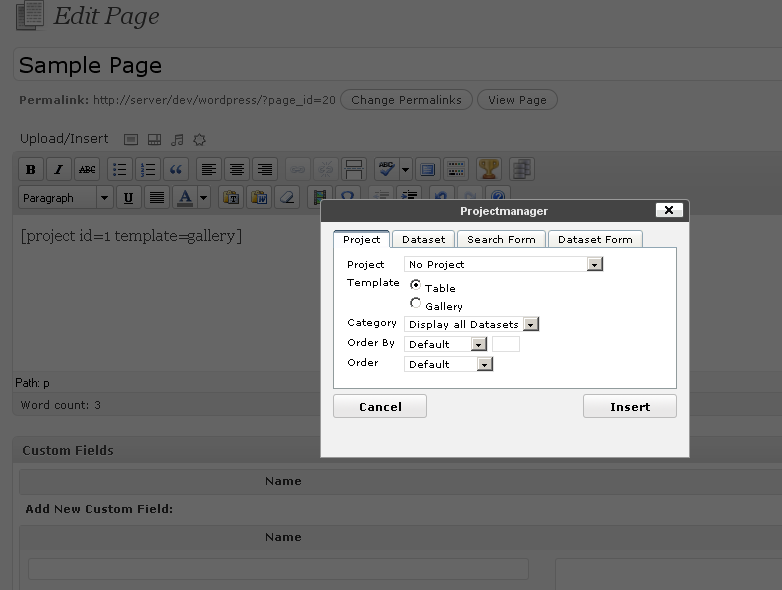 Edit Page
Sample Page
Permalink: http://server/dev/wordpress/?page_id=20 Change Permalinks View Page
Upload/Insert
B I ABC “ ABC
Paragraph U A
Projectmanager
[project id=1 template=gallery]
Project Dataset Search Form Dataset Form
Project No Project
Template Table
Gallery
Category Display all Datasets
Order By Default
Order Default
Path: p
Word count: 3
Cancel Insert
Custom Fields
Name
Add New Custom Field:
Name